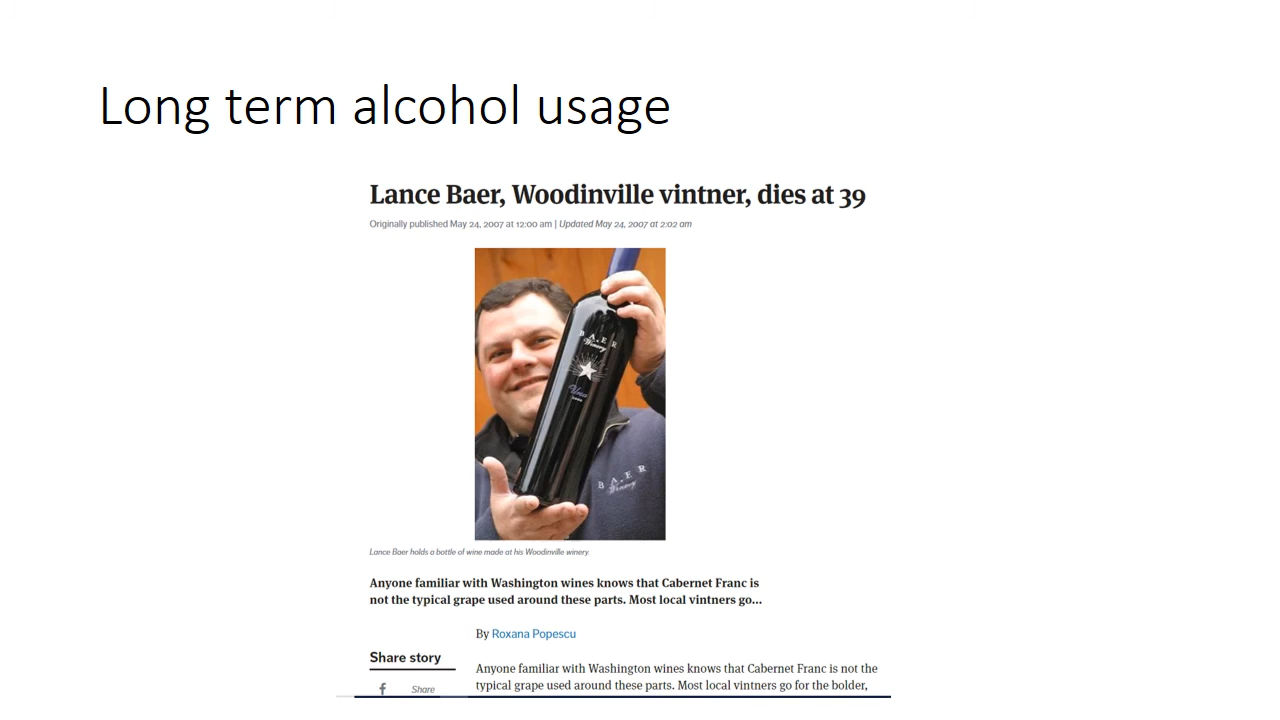 Long term alcohol usage
Lance Baer, Woodinville vintner, dies at 39
Originally published May 24, 2007 at 12:00 am | Updated May 24, 2007 at 2:02 am
B A E R
Winery
B A E R
Winery
Lance Baer holds a bottle of wine made at his Woodinville winery.
Anyone familiar with Washington wines knows that Cabernet Franc is
not the typical grape used around these parts. Most local vintners go...
By Roxana Popescu
Share story
Share
Anyone familiar with Washington wines knows that Cabernet Franc is not the
typical grape used around these parts. Most local vintners go for the bolder,